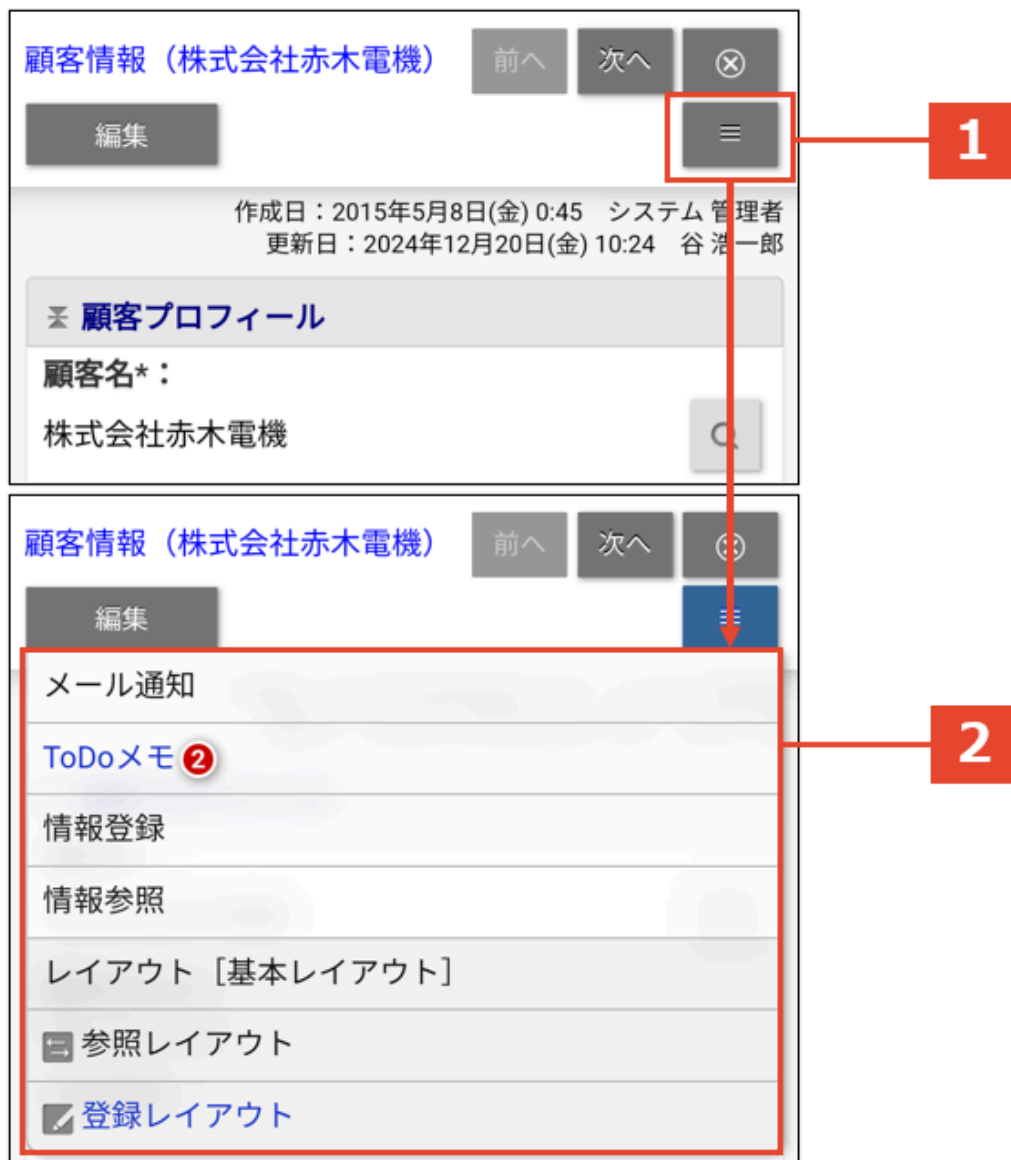 顧客情報（株式会社赤木電機） 前へ 次へ
編集
1
作成日：2015年5月8日(金) 0:45 システム 管理者
更新日：2024年12月20日(金) 10:24 谷 浩一郎
顧客プロフィール
顧客名*：
株式会社赤木電機
顧客情報（株式会社赤木電機） 前へ 次へ
編集
メール通知
ToDoメモ 2
2
情報登録
情報参照
レイアウト［基本レイアウト］
参照レイアウト
登録レイアウト